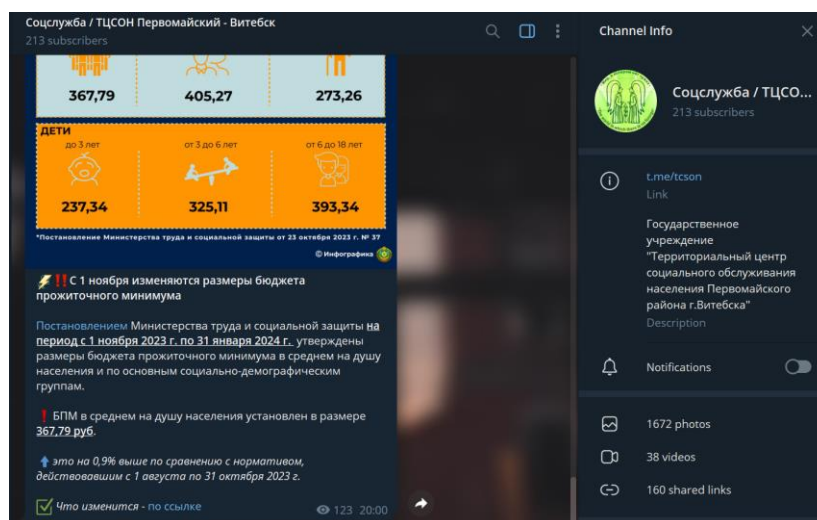 Соцслужба / ТЦСОН Первомайский - Витебск
213 subscribers
367,79
405,27
273,26
ДЕТИ
до 3 лет
от 3 до 6 лет
от 6 до 18 лет
237,34
325,11
393,34
*Постановление Министерства труда и социальной защиты от 23 октября 2023 г. № 37
© Инфографика
С 1 ноября изменяются размеры бюджета
прожиточного минимума
Постановлением Министерства труда и социальной защиты на
период с 1 ноября 2023 г. по 31 января 2024 г. утверждены
размеры бюджета прожиточного минимума в среднем на душу
населения и по основным социально-демографическим
группам.
БПМ в среднем на душу населения установлен в размере
367,79 руб.
это на 0,9% выше по сравнению с нормативом,
действовавшим с 1 августа по 31 октября 2023 г.
Что изменится - по ссылке
123 20:00
Channel Info
Соцслужба / ТЦСО...
213 subscribers
t.me/tcson
Link
Государственное
учреждение
"Территориальный центр
социального обслуживания
населения Первомайского
района г.Витебска"
Description
Notifications
1672 photos
38 videos
160 shared links